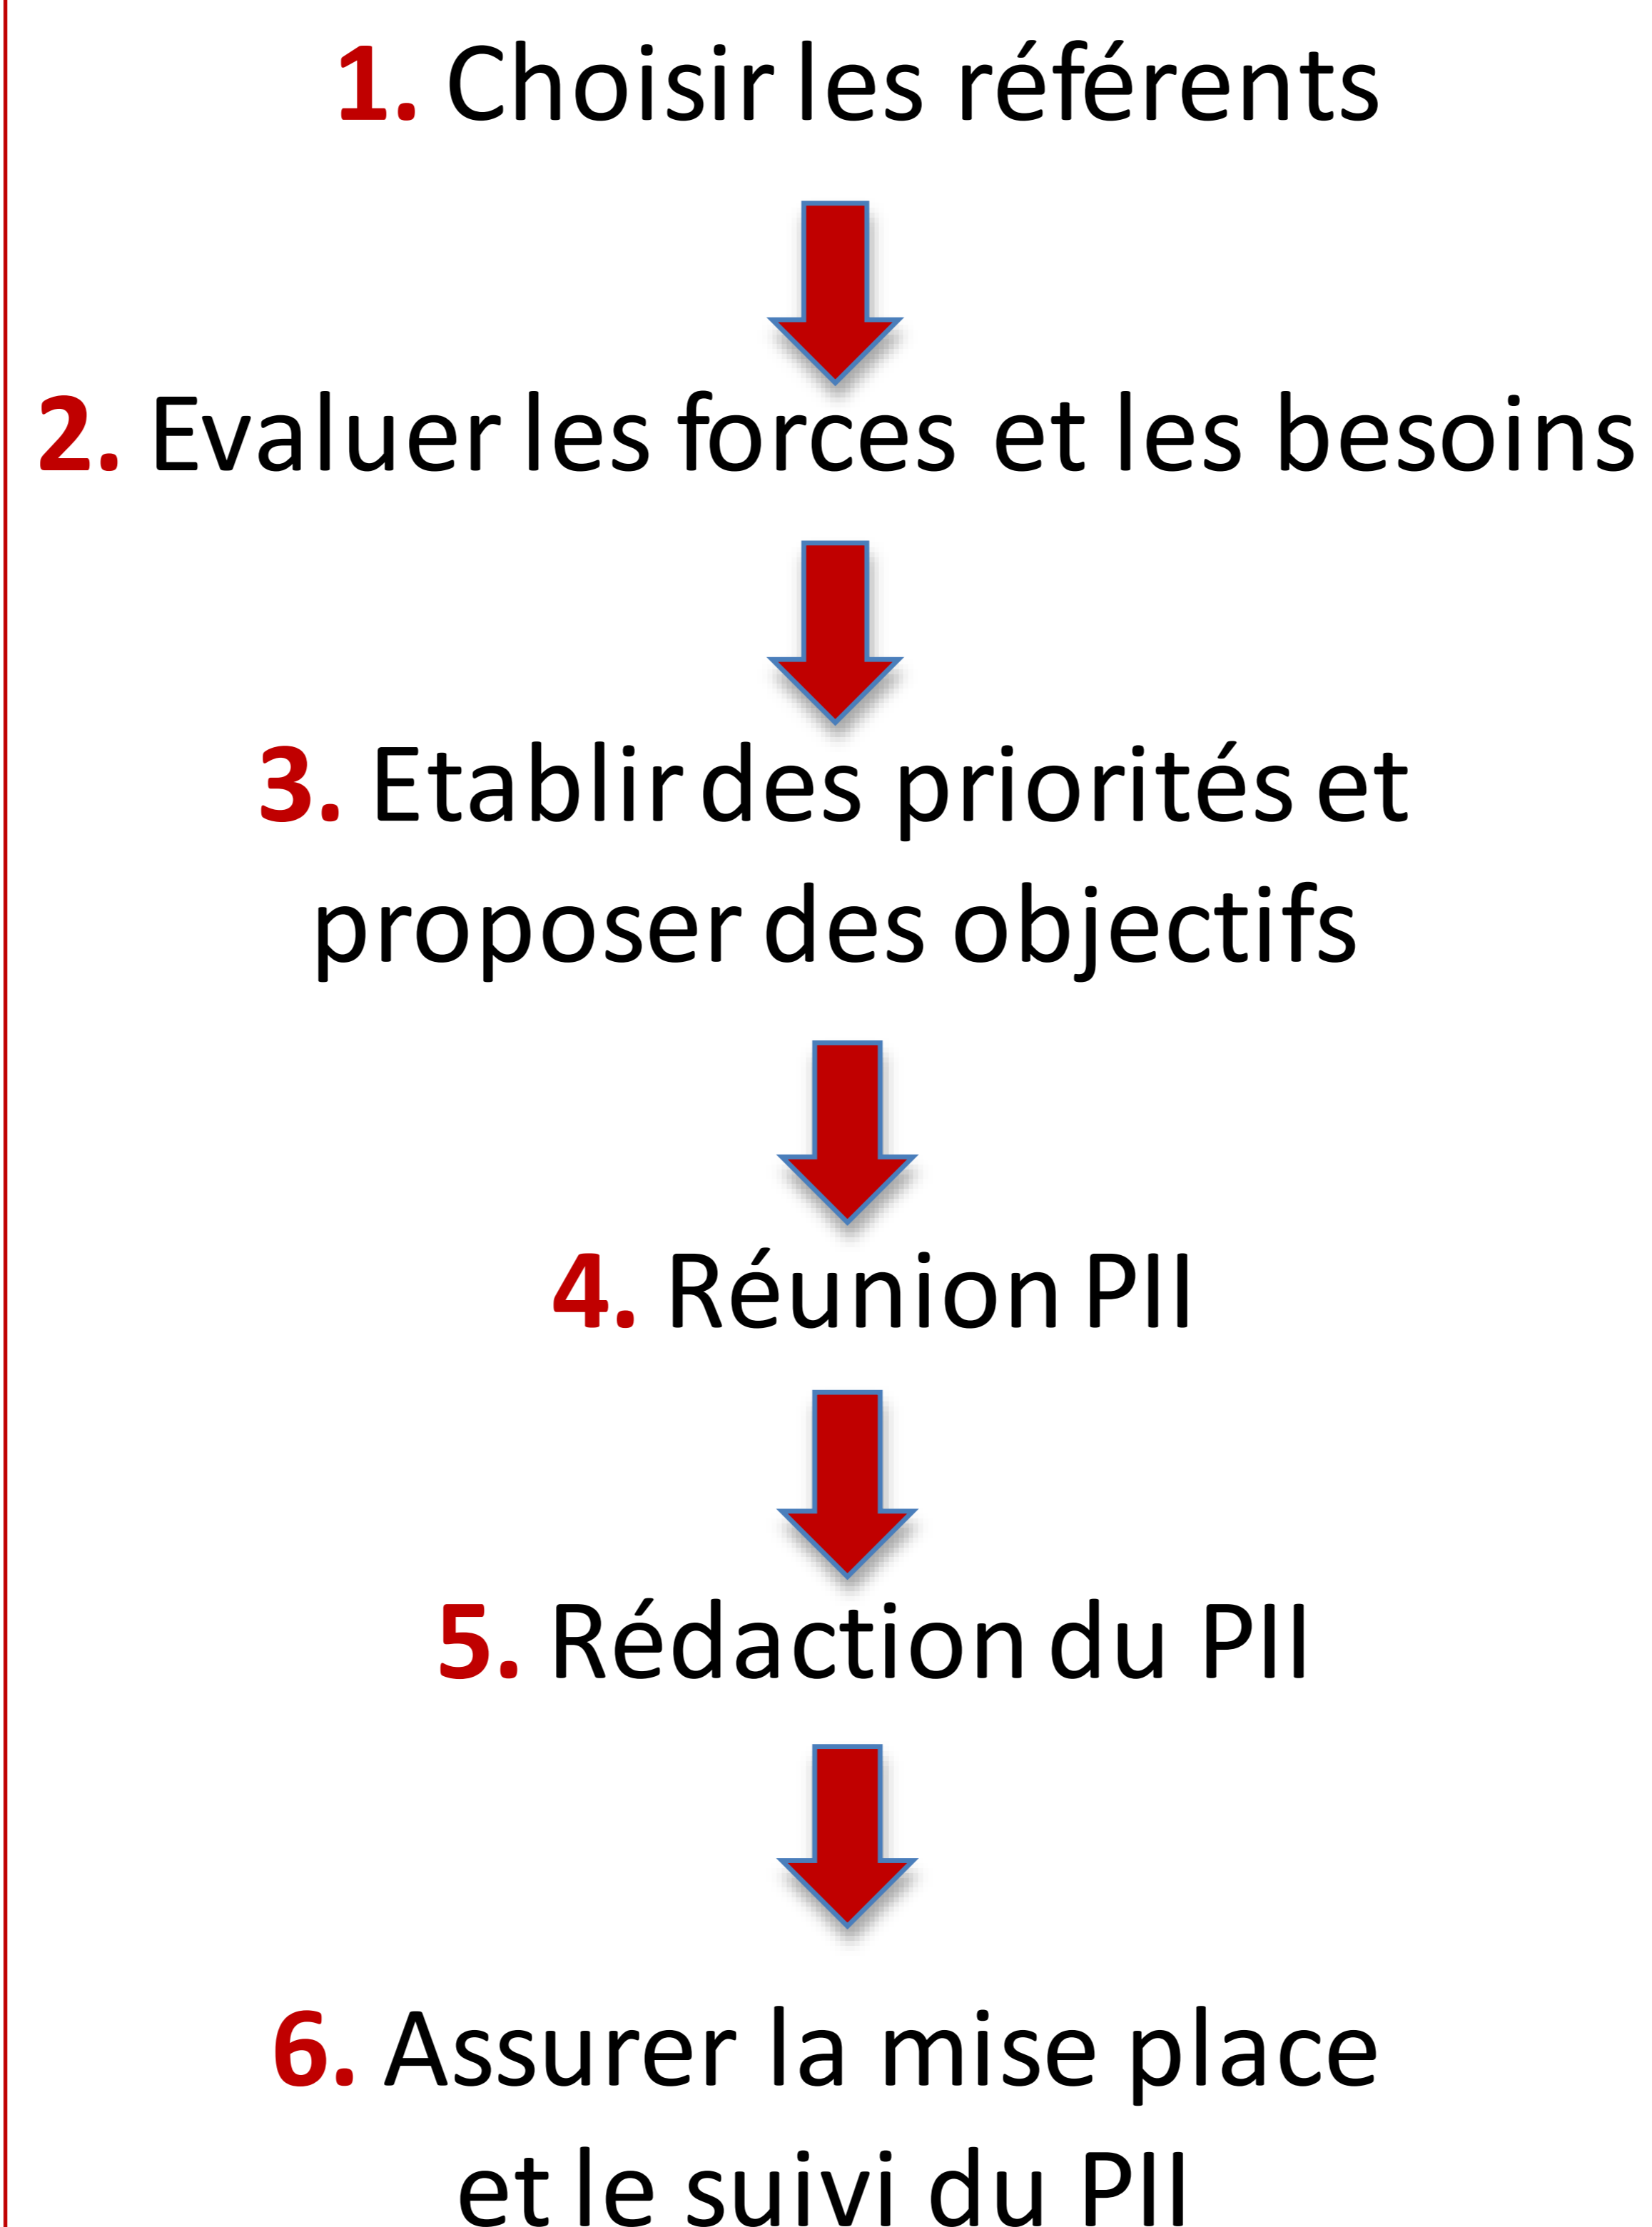 1. Choisir les référents
2. Evaluer les forces et les besoins
3. Etablir des priorités et
proposer des objectifs
4. Réunion PII
5. Rédaction du PII
6. Assurer la mise place
et le suivi du PII